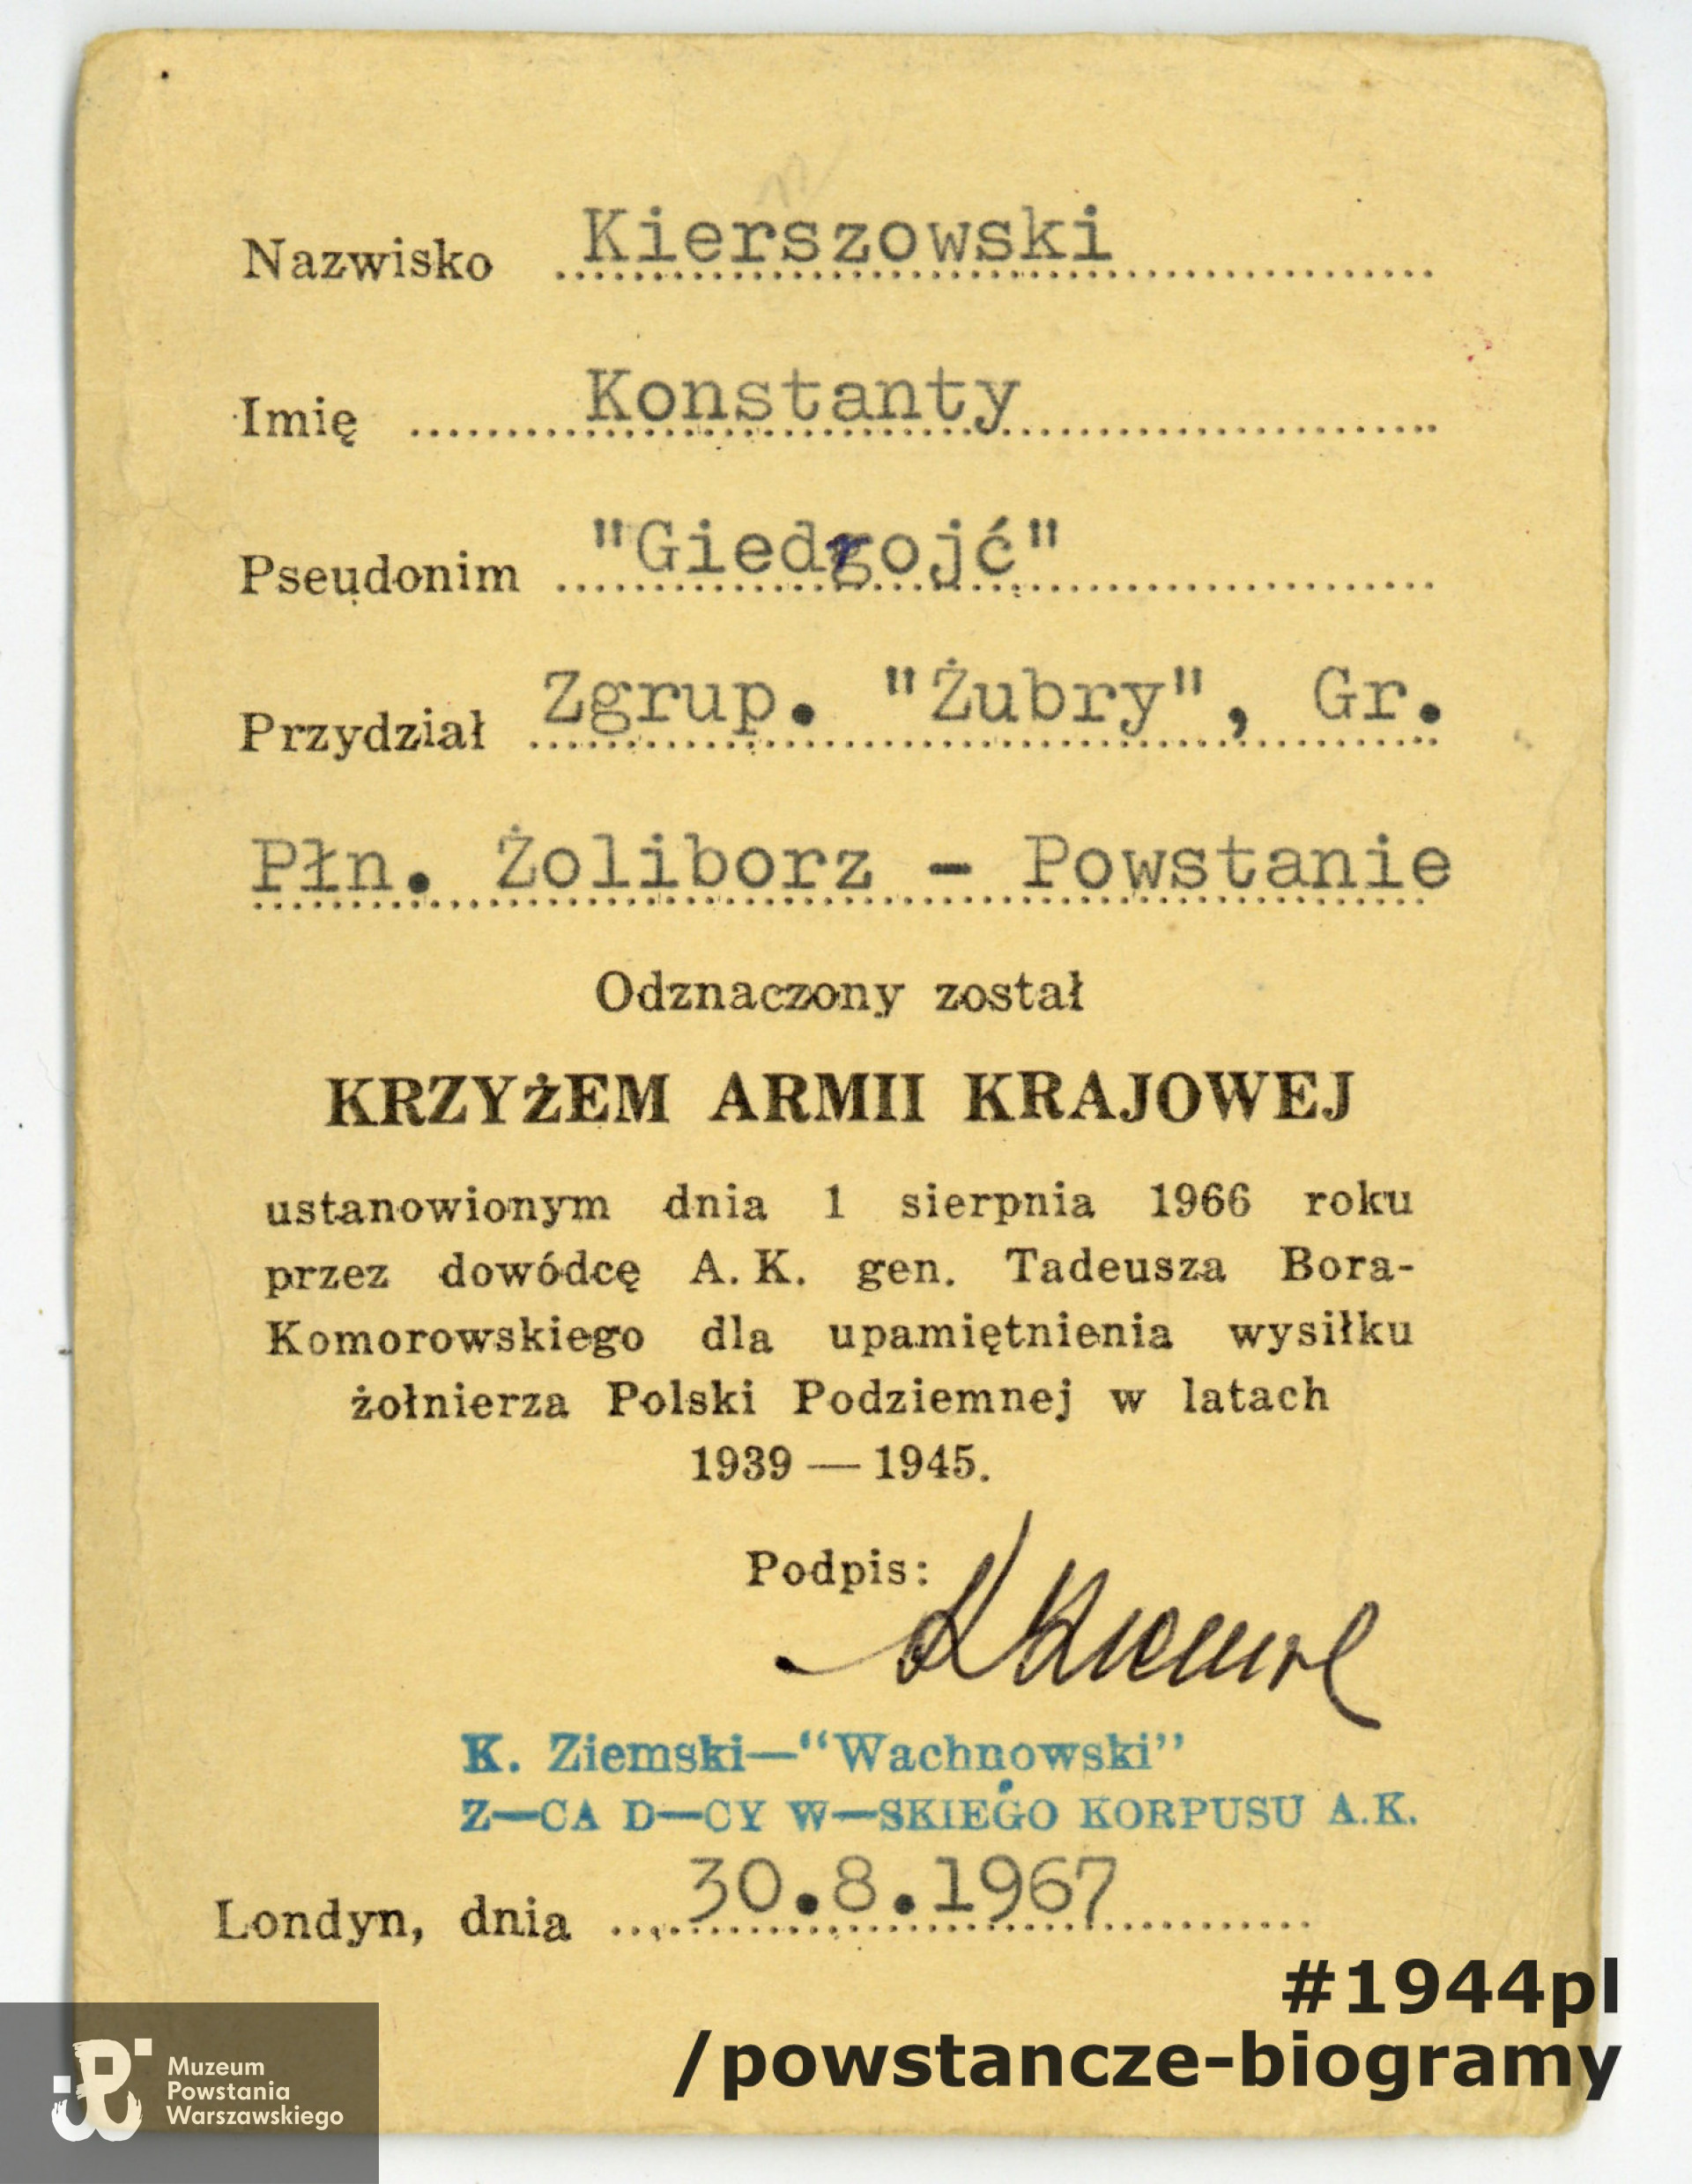 Nazwisko Kierszowski
Imię Konstanty
Pseudonim "Giedrojć"
Przydział Zgrup. "Żubry", Gr.
Płn. Żoliborz - Powstanie
Odznaczony został
KRZYŻEM ARMII KRAJOWEJ
ustanowionym dnia 1 sierpnia 1966 roku
przez dowódcę A. K. gen. Tadeusza Bora-
Komorowskiego dla upamiętnienia wysiłku
żołnierza Polski Podziemnej w latach
1939 — 1945.
Podpis:
K. Ziemski—“Wachnowski”
Z—CA D—CY W—SKIEGO KORPUSU A.K.
Londyn, dnia 30.8.1967
#1944pl
/powstancze-biogramy
Muzeum
Powstania
Warszawskiego